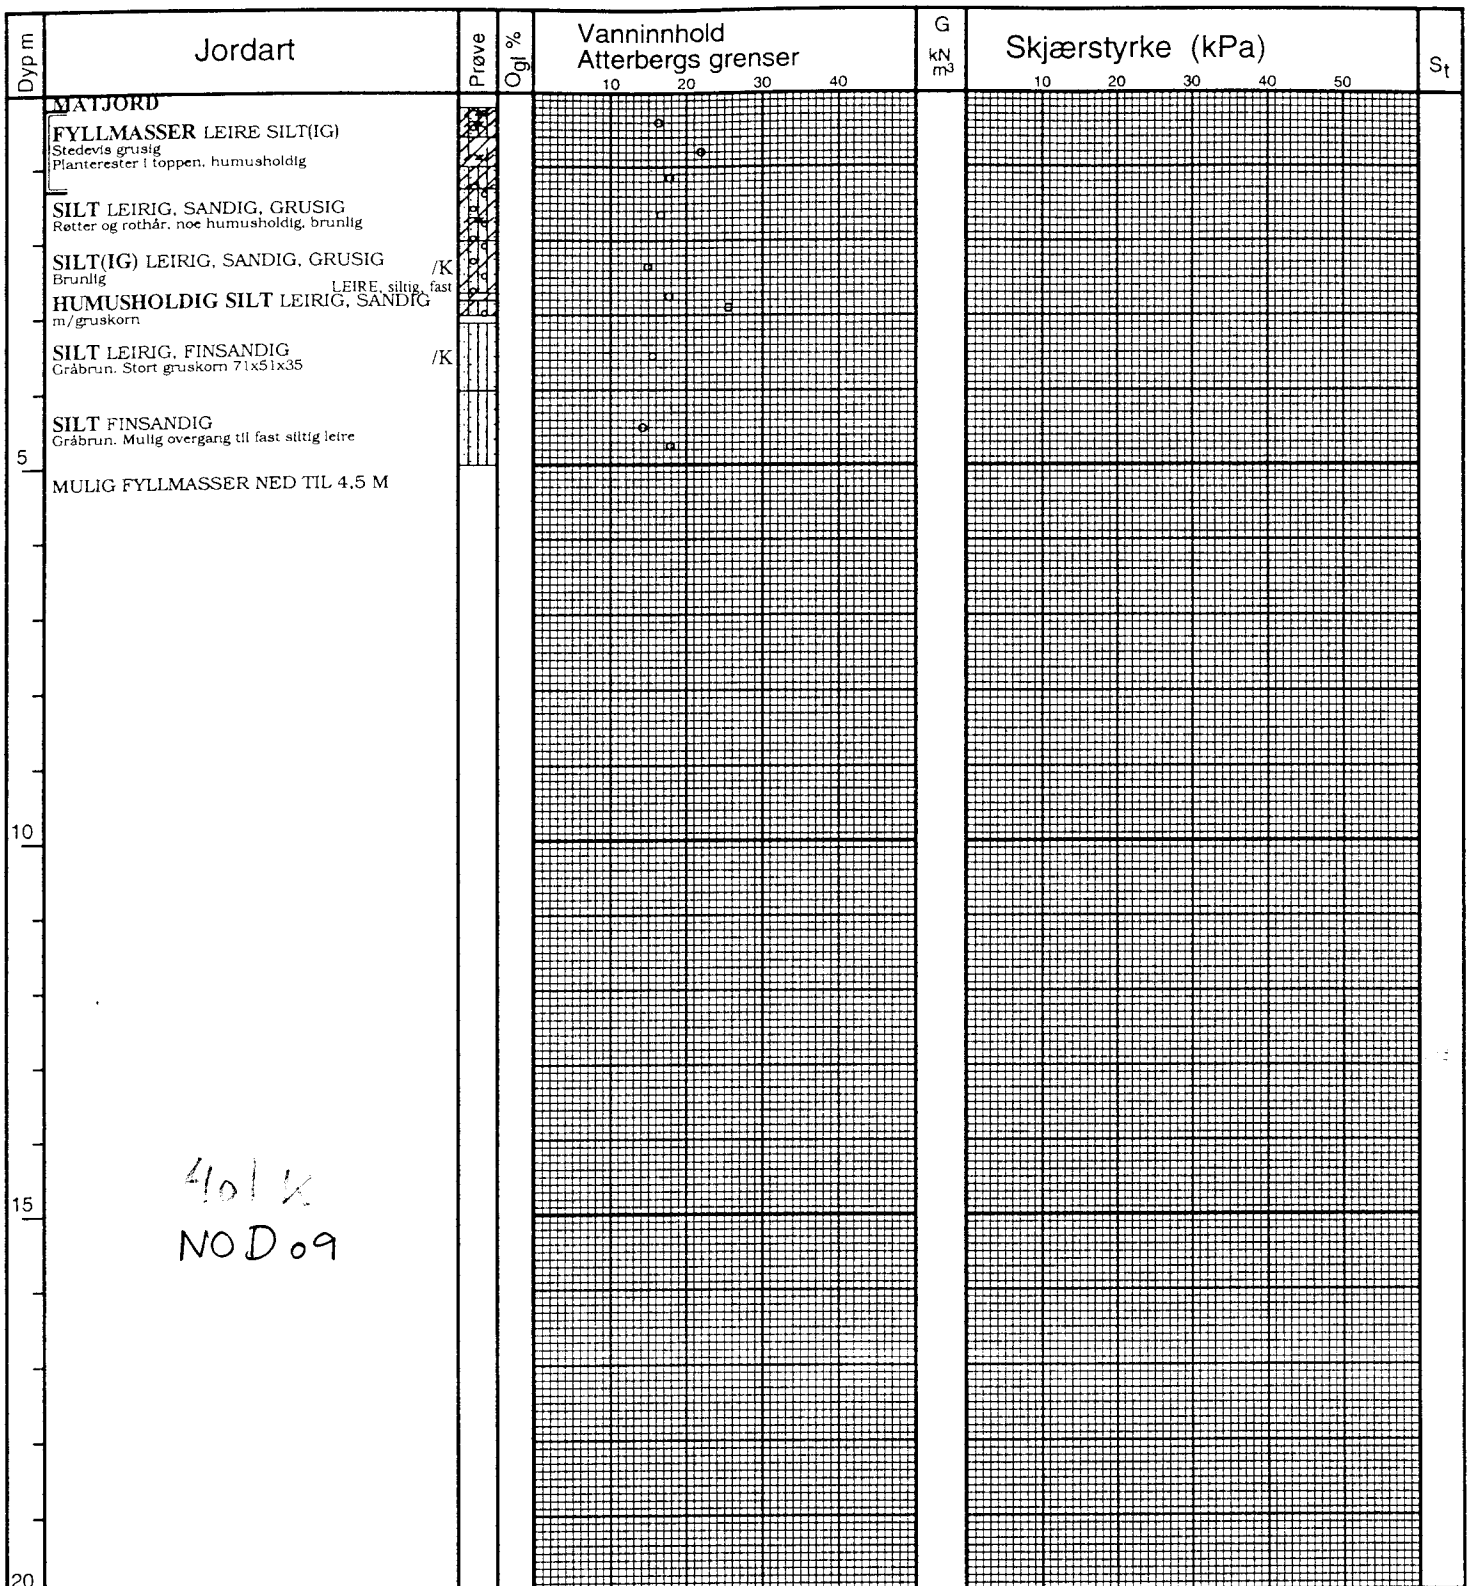 Dyp m
Jordart
Prøve
Ogl %
Vanninnhold
Atterbergs grenser
10 20 30 40
G
kN
m³
Skjærstyrke (kPa)
10 20 30 40 50
St
MATJORD
FYLLMASSER LEIRE SILT(IG)
Stedevis grusig
Planterester i toppen, humusholdig
SILT LEIRIG, SANDIG, GRUSIG
Røtter og rothår, noe humusholdig, brunlig
SILT(IG) LEIRIG, SANDIG, GRUSIG /K
Brunlig
LEIRE, siltig, fast
HUMUSHOLDIG SILT LEIRIG, SANDIG
m/gruskorn
SILT LEIRIG, FINSANDIG /K
Gråbrun. Stort gruskorn 71x51x35
SILT FINSANDIG
Gråbrun. Mulig overgang til fast siltig leire
5
MULIG FYLLMASSER NED TIL 4,5 M
10
401 K
15
NOD 09
20